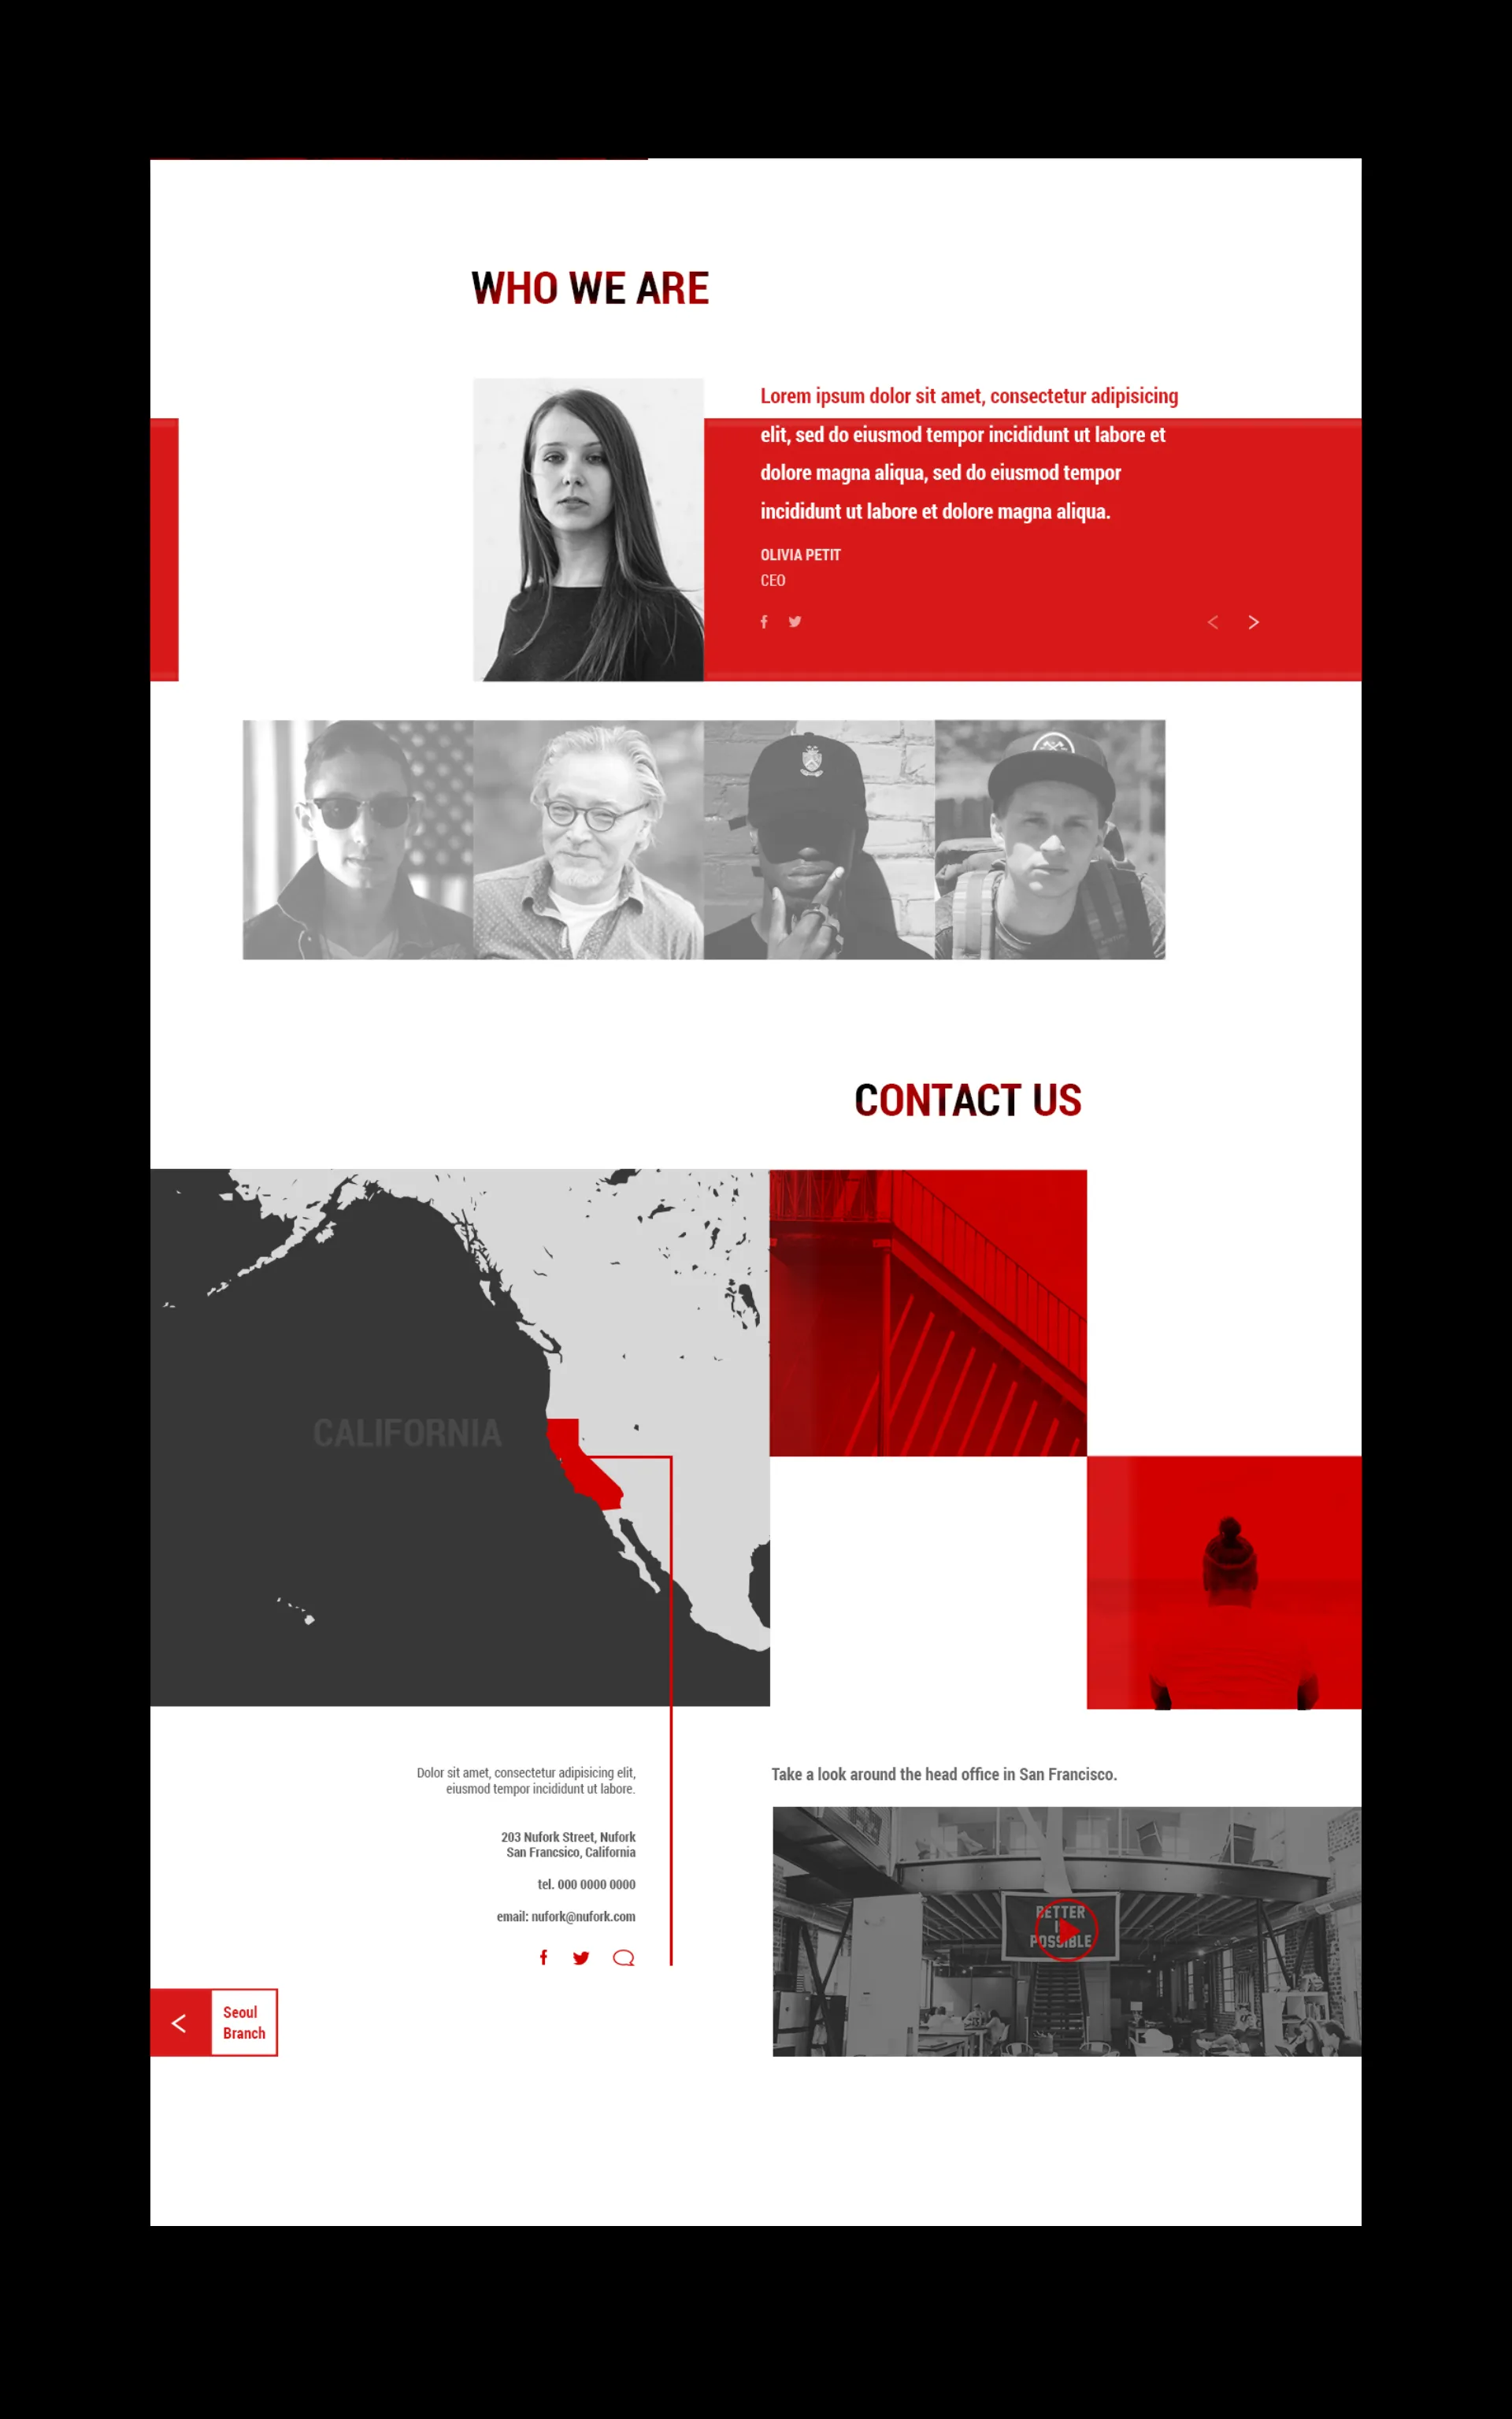 WHO WE ARE
Lorem ipsum dolor sit amet, consectetur adipisicing
elit, sed do eiusmod tempor incididunt ut labore et
dolore magna aliqua, sed do eiusmod tempor
incididunt ut labore et dolore magna aliqua.
OLIVIA PETIT
CEO
CONTACT US
CALIFORNIA
Dolor sit amet, consectetur adipisicing elit,
eiusmod tempor incididunt ut labore.
203 Nufork Street, Nufork
San Francsico, California
tel. 000 0000 0000
email: nufork@nufork.com
Seoul
Branch
Take a look around the head office in San Francisco.
BETTER
IS
POSSIBLE